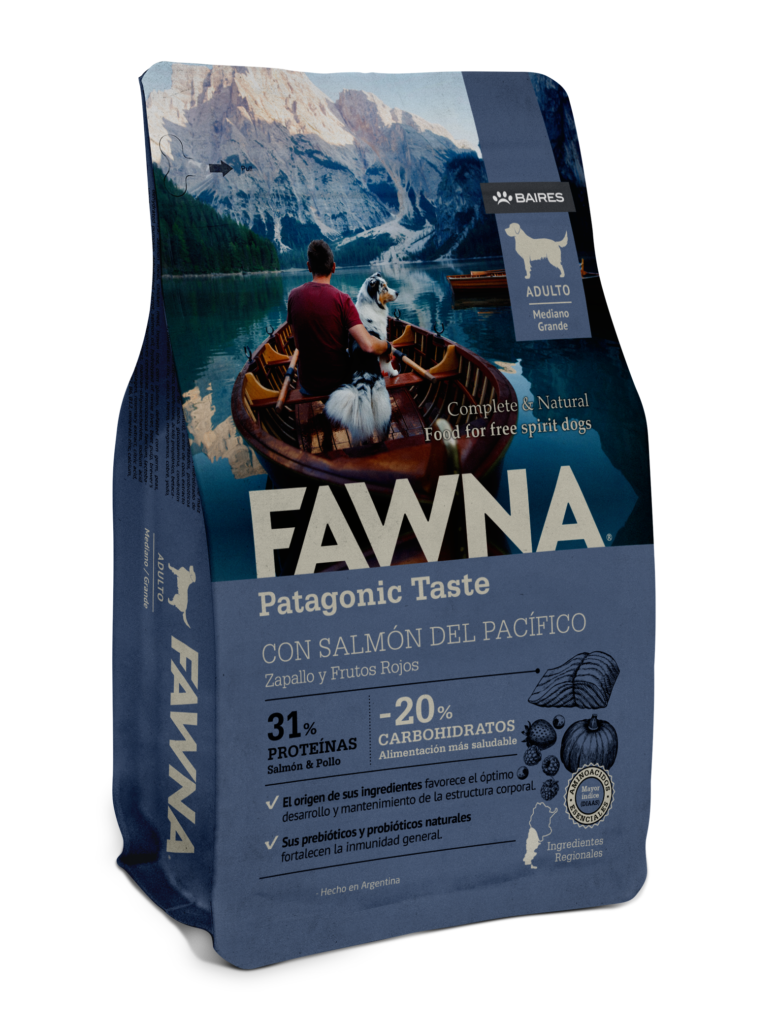 BAIRES
ADULTO
Mediano
Grande
Complete & Natural
Food for free spirit dogs
FAWNA®
Patagonic Taste
CON SALMÓN DEL PACÍFICO
Zapallo y Frutos Rojos
31%
PROTEÍNAS
Salmón & Pollo
-20%
CARBOHIDRATOS
Alimentación más saludable
El origen de sus ingredientes favorece el óptimo
desarrollo y mantenimiento de la estructura corporal.
Sus prebióticos y probióticos naturales
fortalecen la inmunidad general.
AMINOÁCIDOS
Mayor
índice
ESENCIALES
Ingredientes
Regionales
Hecho en Argentina
ADULTO
Mediano / Grande
FAWNA